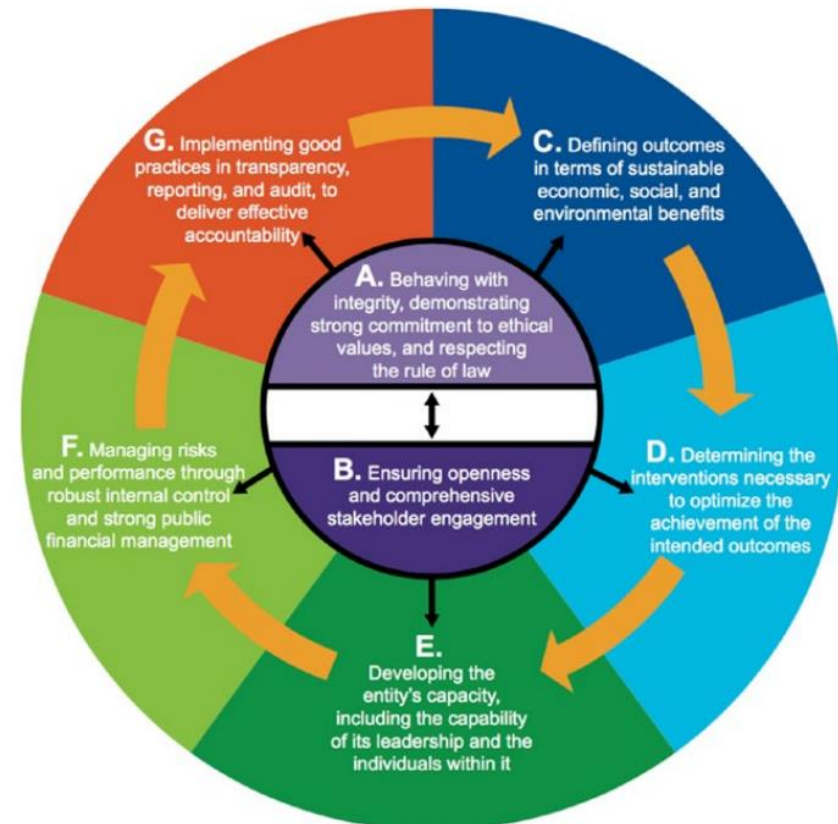 G. Implementing good
practices in transparency,
reporting, and audit, to
deliver effective
accountability
C. Defining outcomes
in terms of sustainable
economic, social, and
environmental benefits
A. Behaving with
integrity, demonstrating
strong commitment to ethical
values, and respecting
the rule of law
F. Managing risks
and performance through
robust internal control
and strong public
financial management
B. Ensuring openness
and comprehensive
stakeholder engagement
D. Determining the
interventions necessary
to optimize the
achievement of the
intended outcomes
E.
Developing the
entity's capacity,
including the capability
of its leadership and the
individuals within it